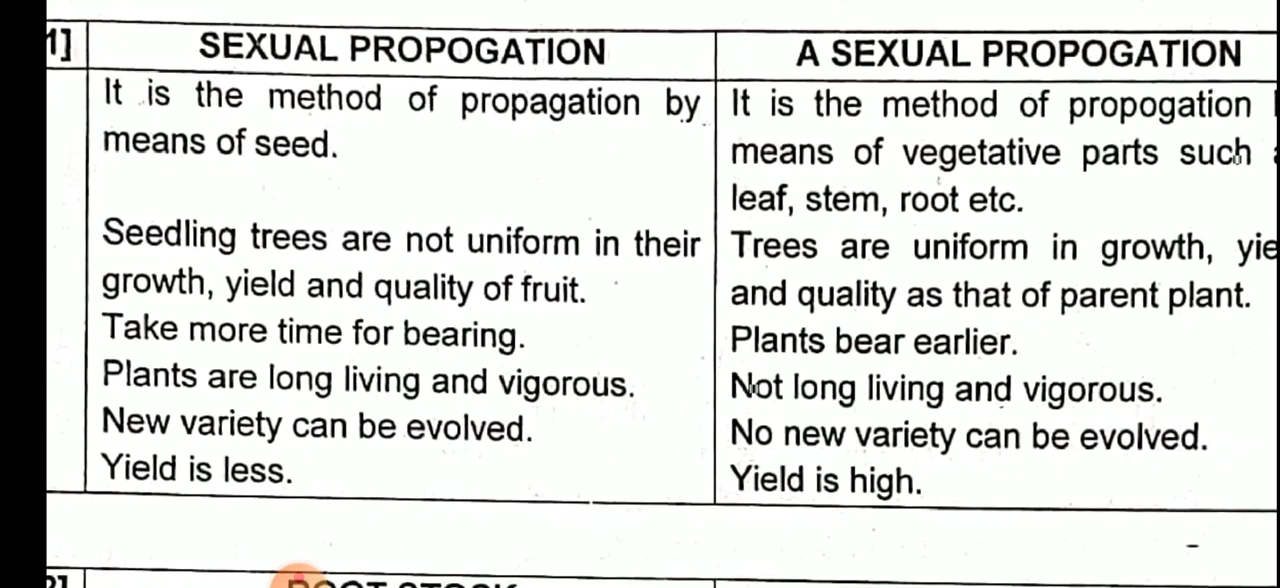 1]
SEXUAL PROPOGATION
It is the method of propagation by
means of seed.
Seedling trees are not uniform in their
growth, yield and quality of fruit.
Take more time for bearing.
Plants are long living and vigorous.
New variety can be evolved.
Yield is less.
A SEXUAL PROPOGATION
It is the method of propogation
means of vegetative parts such
leaf, stem, root etc.
Trees are uniform in growth, yie
and quality as that of parent plant.
Plants bear earlier.
Not long living and vigorous.
No new variety can be evolved.
Yield is high.
ROOT STOCK